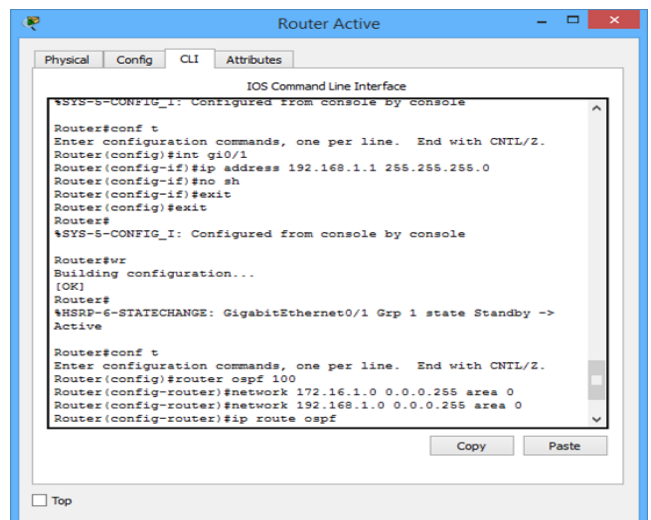 Router Active
Physical Config CLI Attributes
IOS Command Line Interface
%SYS-5-CONFIG_I: Configured from console by console
Router#conf t
Enter configuration commands, one per line. End with CNTL/Z.
Router(config)#int gi0/1
Router(config-if)#ip address 192.168.1.1 255.255.255.0
Router(config-if)#no sh
Router(config-if)#exit
Router(config)#exit
Router#
%SYS-5-CONFIG_I: Configured from console by console
Router#wr
Building configuration...
[OK]
Router#
%HSRP-6-STATECHANGE: GigabitEthernet0/1 Grp 1 state Standby ->
Active
Router#conf t
Enter configuration commands, one per line. End with CNTL/Z.
Router(config)#router ospf 100
Router(config-router)#network 172.16.1.0 0.0.0.255 area 0
Router(config-router)#network 192.168.1.0 0.0.0.255 area 0
Router(config-router)#ip route ospf
Copy Paste
Top